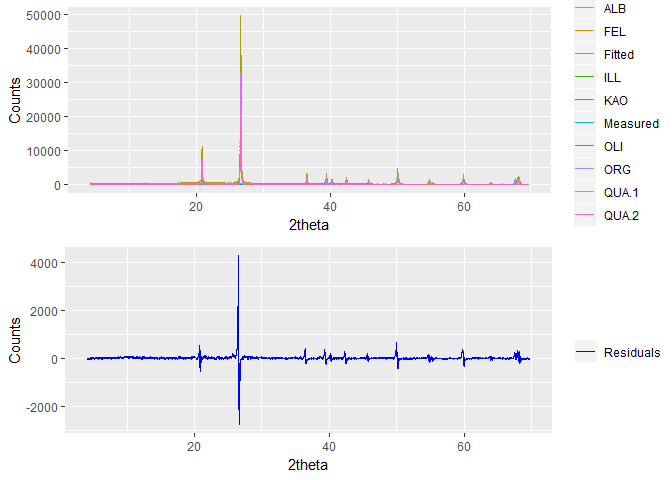 50000
40000
30000
20000
10000
0
Counts
20
40
60
2theta
ALB
FEL
Fitted
ILL
KAO
Measured
OLI
ORG
QUA.1
QUA.2
4000
2000
0
-2000
Counts
20
40
60
2theta
Residuals